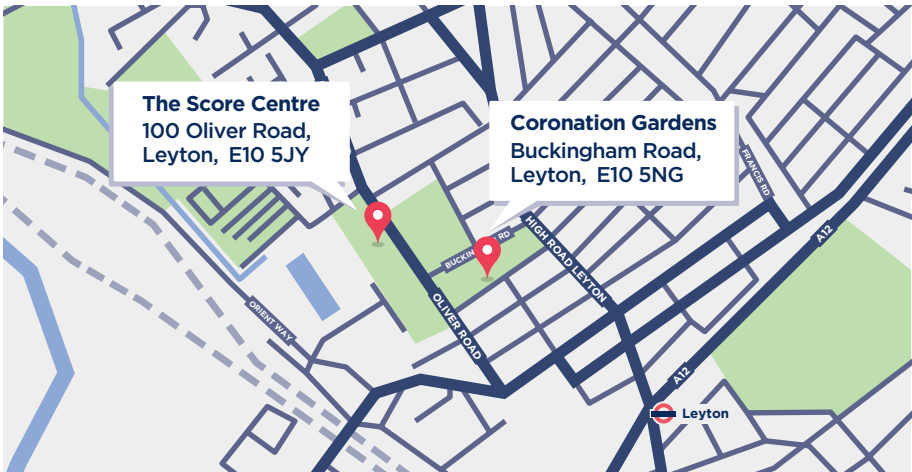 The Score Centre
100 Oliver Road,
Leyton, E10 5JY
Coronation Gardens
Buckingham Road,
Leyton, E10 5NG
FRANCIS RD
A12
HIGH ROAD LEYTON
RD
OLIVER ROAD
ORIENT WAY
A12
Leyton